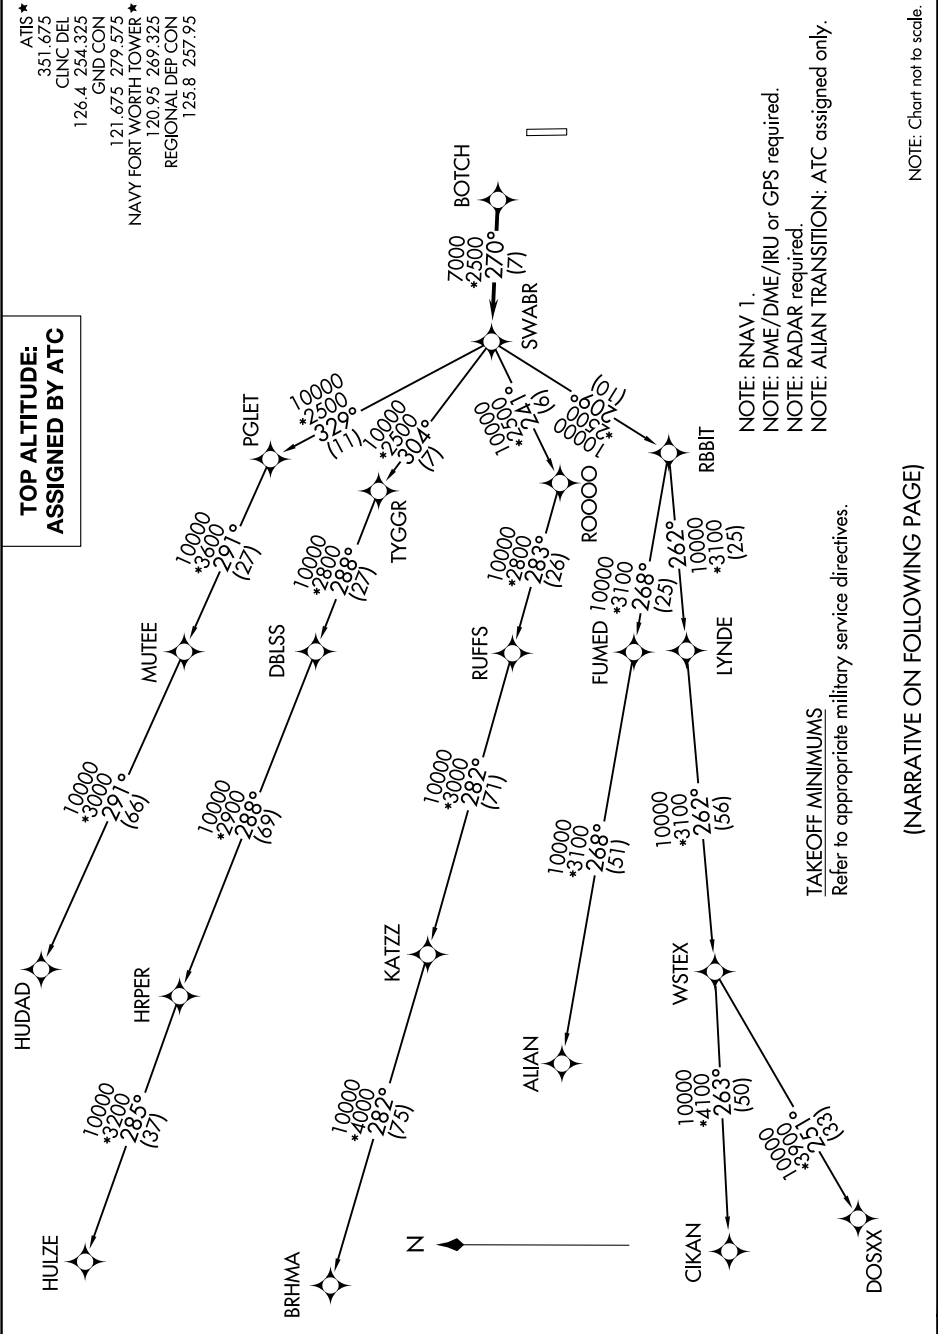 TOP ALTITUDE:
ASSIGNED BY ATC
ATIS ★
351.675
CLNC DEL
126.4 254.325
GND CON
121.675 279.575
NAVY FORT WORTH TOWER ★
120.95 269.325
REGIONAL DEP CON
125.8 257.95
BOTCH
7000
*2500
270°
(7)
SWABR
10000
*2500
329°
(11)
PGLET
10000
*3600
291°
(27)
MUTEE
10000
*3000
291°
(66)
HUDAD
10000
*2500
304°
(7)
TYGGR
10000
*2800
288°
(27)
DBLSS
10000
*2900
288°
(69)
HRPER
10000
*3200
285°
(37)
HULZE
10000
*2500
247°
(6)
ROOOO
10000
*2800
283°
(26)
RUFFS
10000
*3000
282°
(71)
KATZZ
10000
*4000
282°
(75)
BRHMA
10000
*2500
209°
(10)
RBBIT
10000
*3100
268°
(25)
FUMED
10000
*3100
268°
(51)
ALIAN
262°
10000
*3100
(25)
LYNDE
10000
*3100
262°
(56)
WSTEX
10000
*4100
263°
(50)
CIKAN
10000
*3900
251°
(33)
DOSXX
N
NOTE: RNAV 1.
NOTE: DME/DME/IRU or GPS required.
NOTE: RADAR required.
NOTE: ALIAN TRANSITION: ATC assigned only.
TAKEOFF MINIMUMS
Refer to appropriate military service directives.
(NARRATIVE ON FOLLOWING PAGE)
NOTE: Chart not to scale.